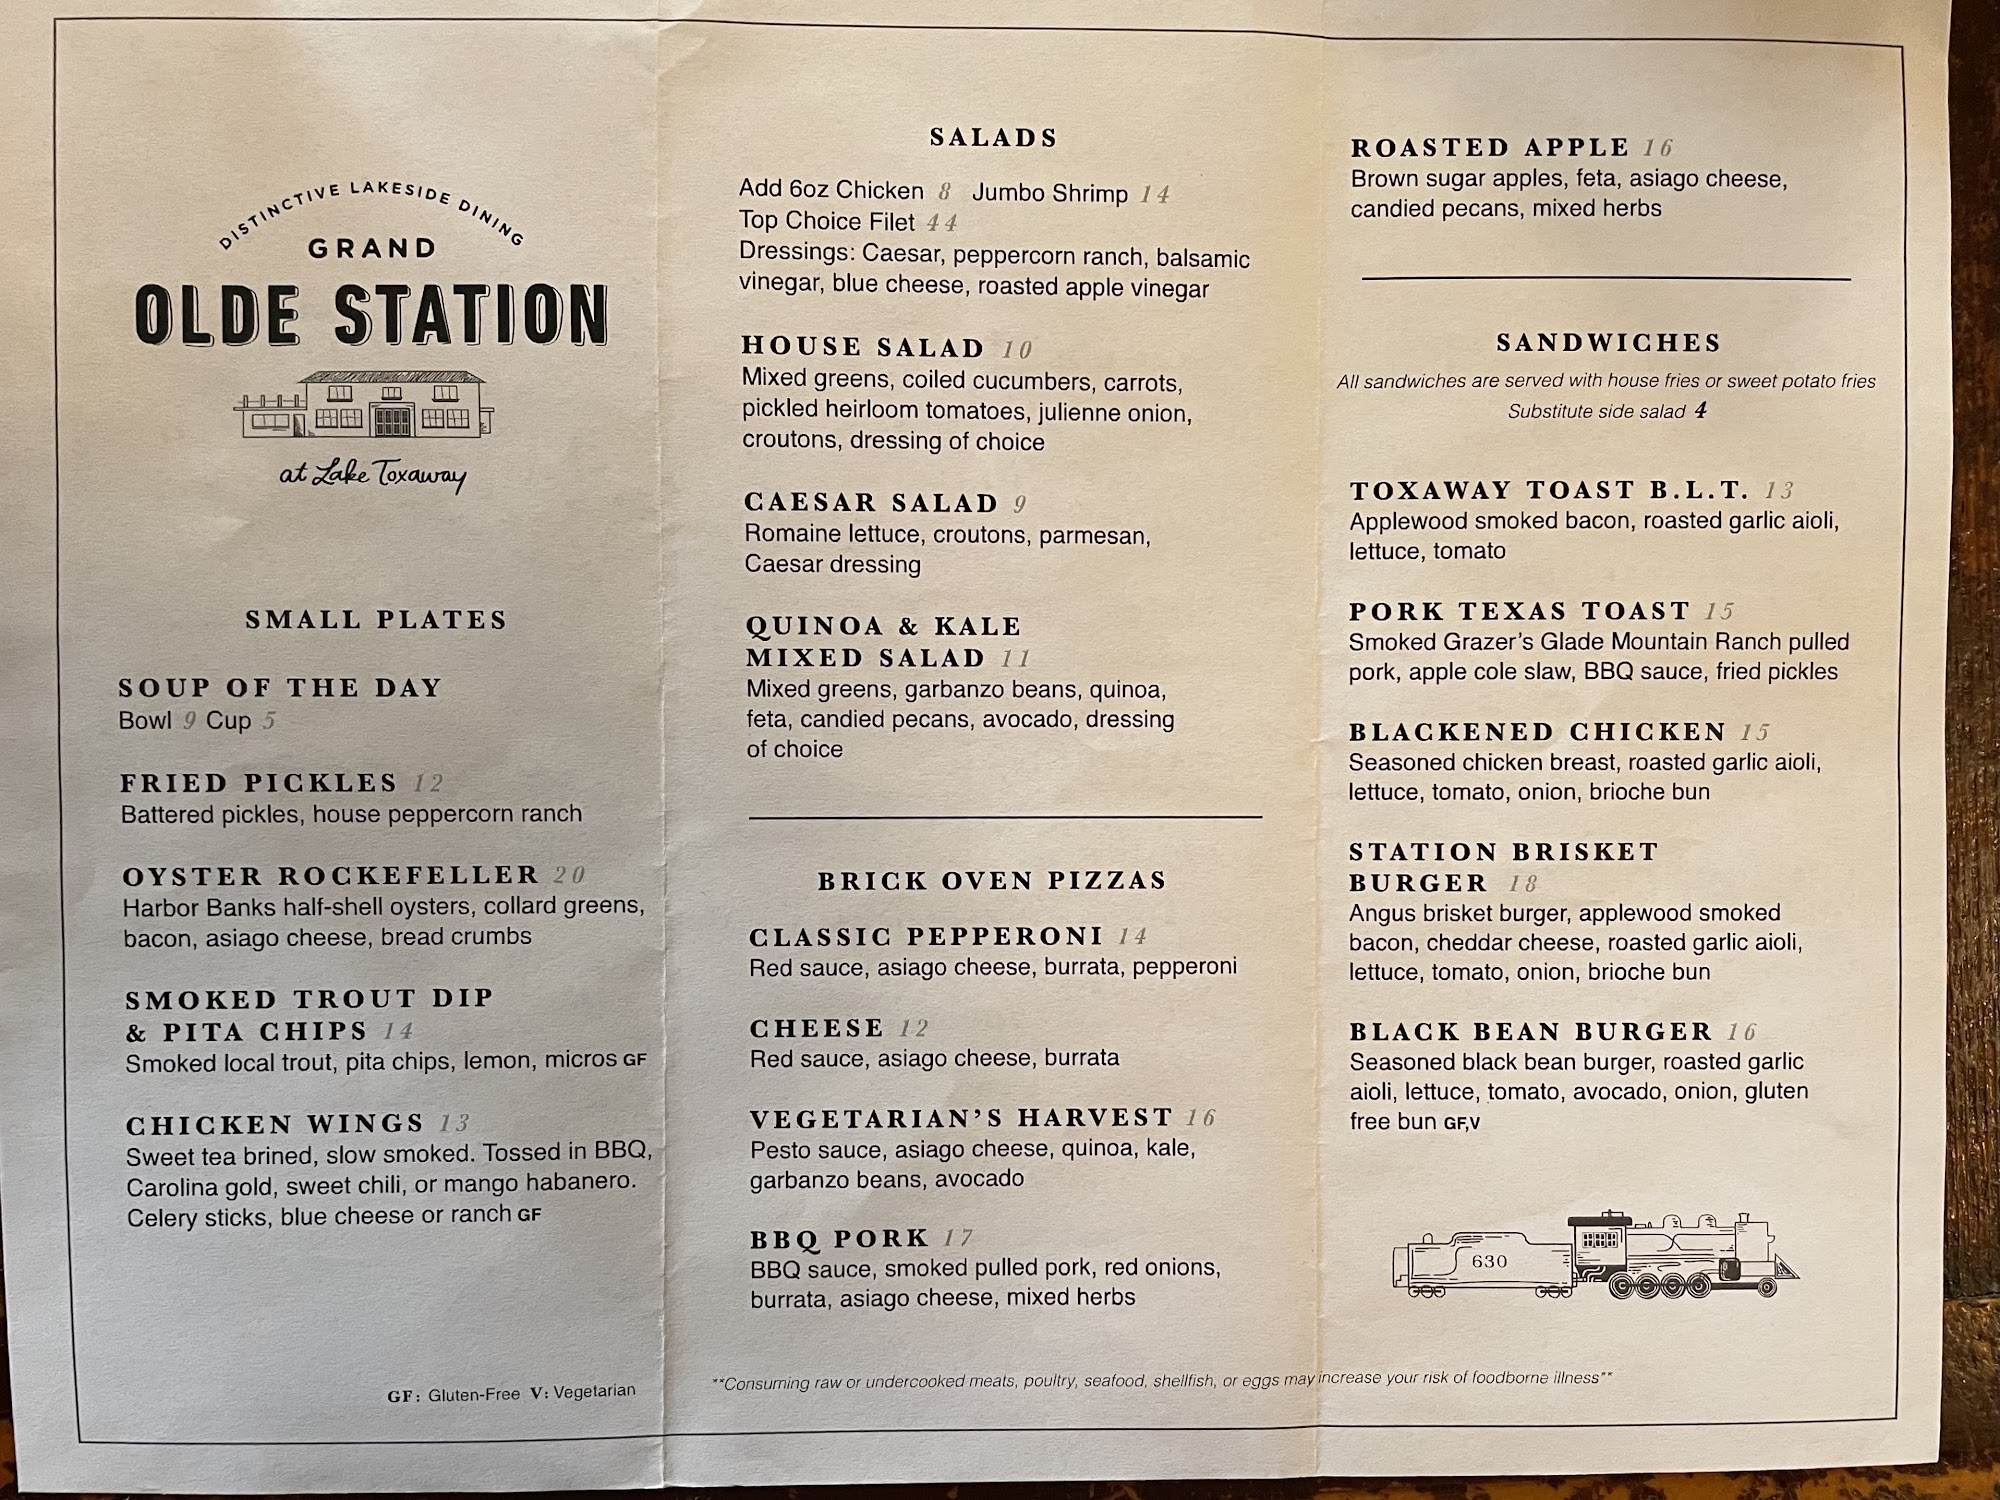 DISTINCTIVE LAKESIDE DINING
GRAND
OLDE STATION
at Lake Toxaway
SMALL PLATES
SOUP OF THE DAY
Bowl 9 Cup 5
FRIED PICKLES 12
Battered pickles, house peppercorn ranch
OYSTER ROCKEFELLER 20
Harbor Banks half-shell oysters, collard greens,
bacon, asiago cheese, bread crumbs
SMOKED TROUT DIP
& PITA CHIPS 14
Smoked local trout, pita chips, lemon, micros GF
CHICKEN WINGS 13
Sweet tea brined, slow smoked. Tossed in BBQ,
Carolina gold, sweet chili, or mango habanero.
Celery sticks, blue cheese or ranch GF
GF: Gluten-Free V: Vegetarian
SALADS
Add 6oz Chicken 8 Jumbo Shrimp 14
Top Choice Filet 44
Dressings: Caesar, peppercorn ranch, balsamic
vinegar, blue cheese, roasted apple vinegar
HOUSE SALAD 10
Mixed greens, coiled cucumbers, carrots,
pickled heirloom tomatoes, julienne onion,
croutons, dressing of choice
CAESAR SALAD 9
Romaine lettuce, croutons, parmesan,
Caesar dressing
QUINOA & KALE
MIXED SALAD 11
Mixed greens, garbanzo beans, quinoa,
feta, candied pecans, avocado, dressing
of choice
BRICK OVEN PIZZAS
CLASSIC PEPPERONI 14
Red sauce, asiago cheese, burrata, pepperoni
CHEESE 12
Red sauce, asiago cheese, burrata
VEGETARIAN'S HARVEST 16
Pesto sauce, asiago cheese, quinoa, kale,
garbanzo beans, avocado
BBQ PORK 17
BBQ sauce, smoked pulled pork, red onions,
burrata, asiago cheese, mixed herbs
ROASTED APPLE 16
Brown sugar apples, feta, asiago cheese,
candied pecans, mixed herbs
SANDWICHES
All sandwiches are served with house fries or sweet potato fries
Substitute side salad 4
TOXAWAY TOAST B.L.T. 13
Applewood smoked bacon, roasted garlic aioli,
lettuce, tomato
PORK TEXAS TOAST 15
Smoked Grazer's Glade Mountain Ranch pulled
pork, apple cole slaw, BBQ sauce, fried pickles
BLACKENED CHICKEN 15
Seasoned chicken breast, roasted garlic aioli,
lettuce, tomato, onion, brioche bun
STATION BRISKET
BURGER 18
Angus brisket burger, applewood smoked
bacon, cheddar cheese, roasted garlic aioli,
lettuce, tomato, onion, brioche bun
BLACK BEAN BURGER 16
Seasoned black bean burger, roasted garlic
aioli, lettuce, tomato, avocado, onion, gluten
free bun GF,V
630
**Consuming raw or undercooked meats, poultry, seafood, shellfish, or eggs may increase your risk of foodborne illness**